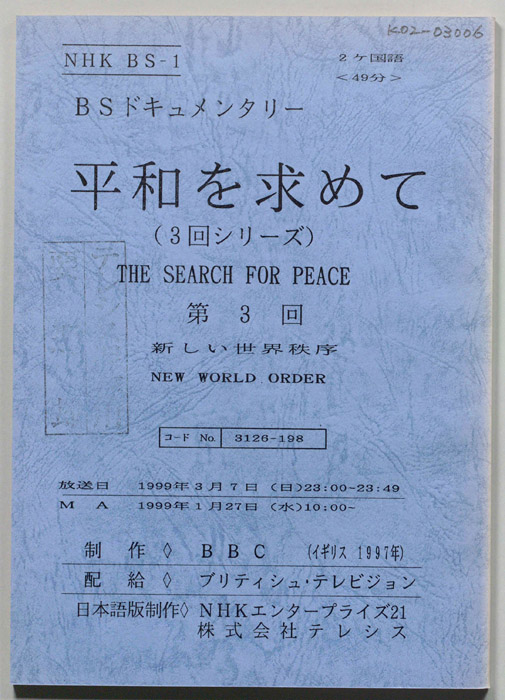 K02-03006
NHK BS-1
2ヶ国語
<49分>
BSドキュメンタリー
平和を求めて
(3回シリーズ)
THE SEARCH FOR PEACE
第 3 回
新しい世界秩序
NEW WORLD ORDER
コード No. 3126-198
放送日 1999年3月7日 (日)23:00~23:49
M A 1999年1月27日 (水)10:00~
制 作◇ BBC (イギリス 1997年)
配 給◇ ブリティシュ・テレビジョン
日本語版制作◇ NHKエンタープライズ21
株式会社テレシス